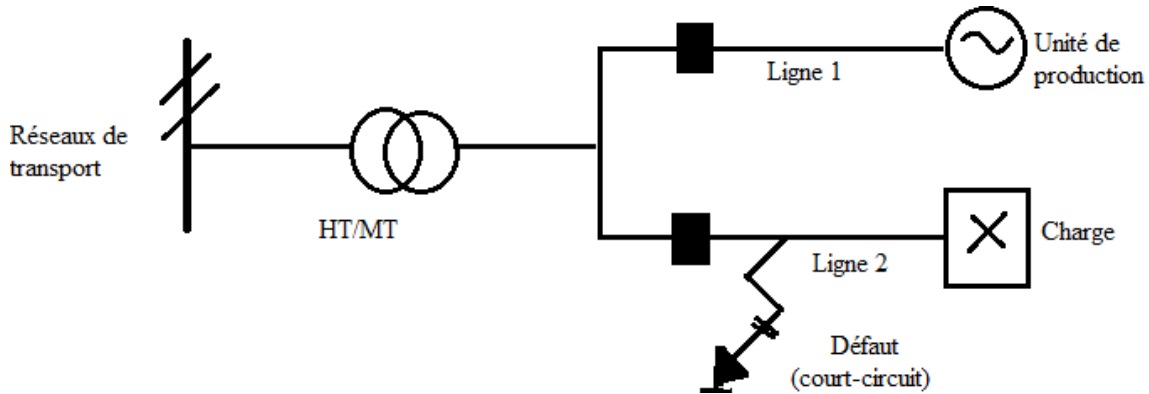 Réseaux de
transport
HT/MT
Ligne 1
Unité de
production
Ligne 2
Charge
Défaut
(court-circuit)